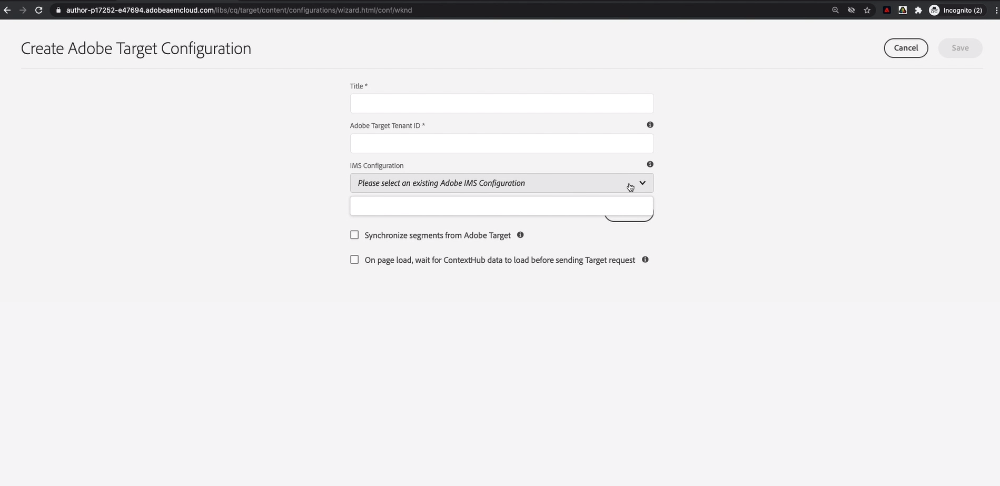 author-p17252-e47694.adobeaemcloud.com/libs/cq/target/content/configurations/wizard.html/conf/wknd
Incognito (2)
Create Adobe Target Configuration
Cancel
Save
Title *
Adobe Target Tenant ID *
IMS Configuration
Please select an existing Adobe IMS Configuration
Synchronize segments from Adobe Target
On page load, wait for ContextHub data to load before sending Target request